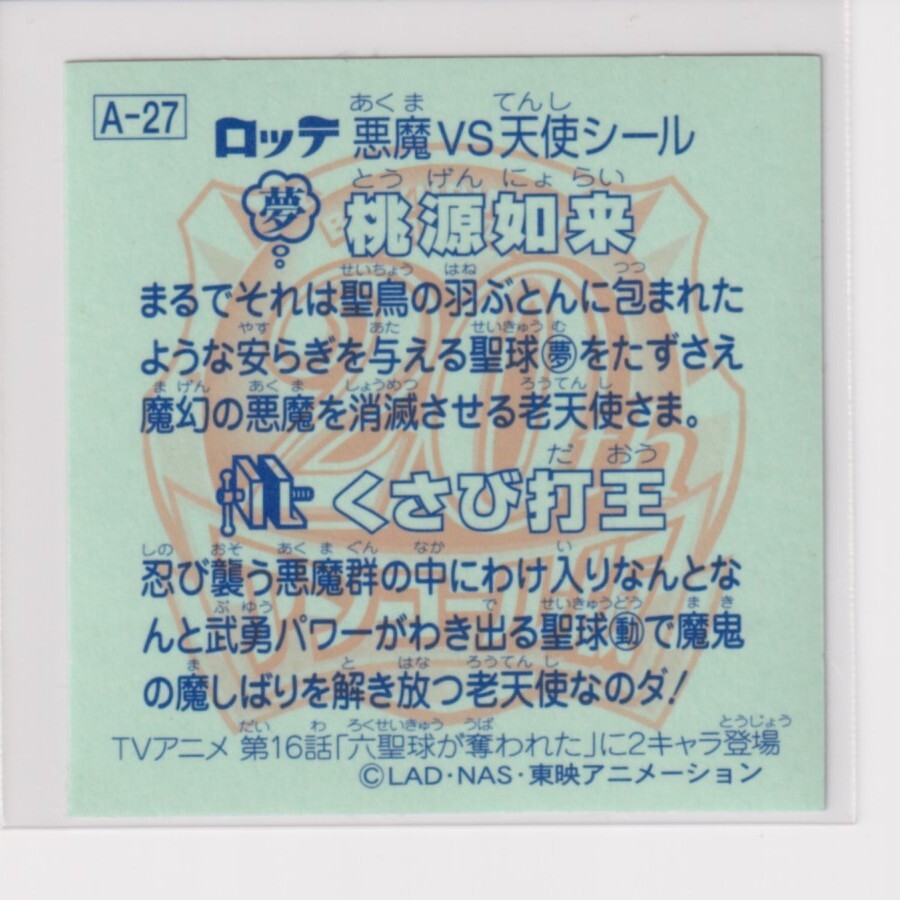 A-27
ロッテ 悪魔VS天使シール
夢 桃源如来
まるでそれは聖鳥の羽ぶとんに包まれた
ような安らぎを与える聖球夢をたずさえ
魔幻の悪魔を消滅させる老天使さま。
くさび打王
忍び襲う悪魔群の中にわけ入りなんとな
んと武勇パワーがわき出る聖球動で魔鬼
の魔しばりを解き放つ老天使なのダ!
TVアニメ 第16話「六聖球が奪われた」に2キャラ登場
©LAD・NAS・東映アニメーション